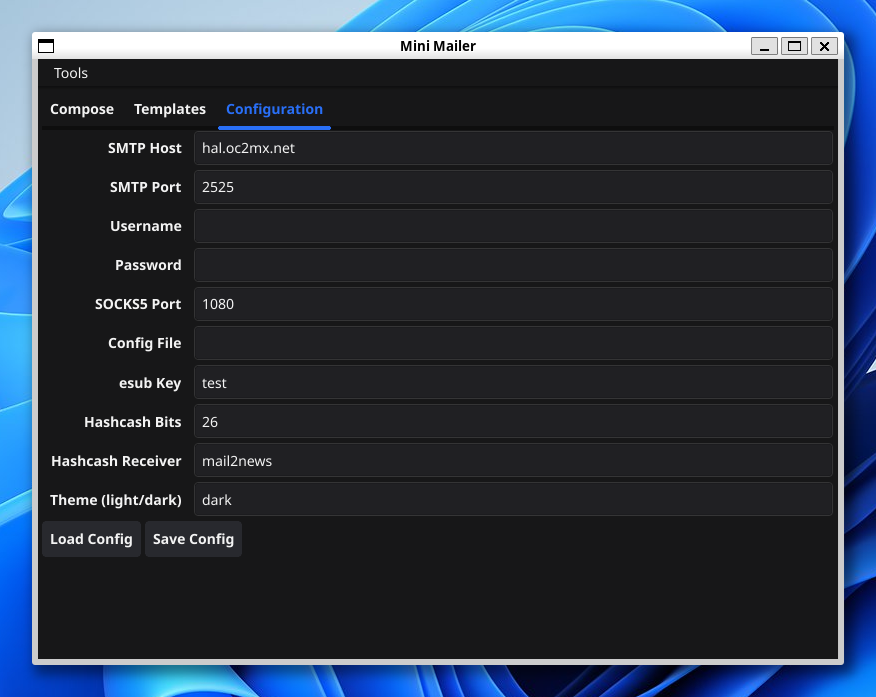 Mini Mailer
Tools
Compose Templates Configuration
SMTP Host hal.oc2mx.net
SMTP Port 2525
Username
Password
SOCKS5 Port 1080
Config File
esub Key test
Hashcash Bits 26
Hashcash Receiver mail2news
Theme (light/dark) dark
Load Config Save Config